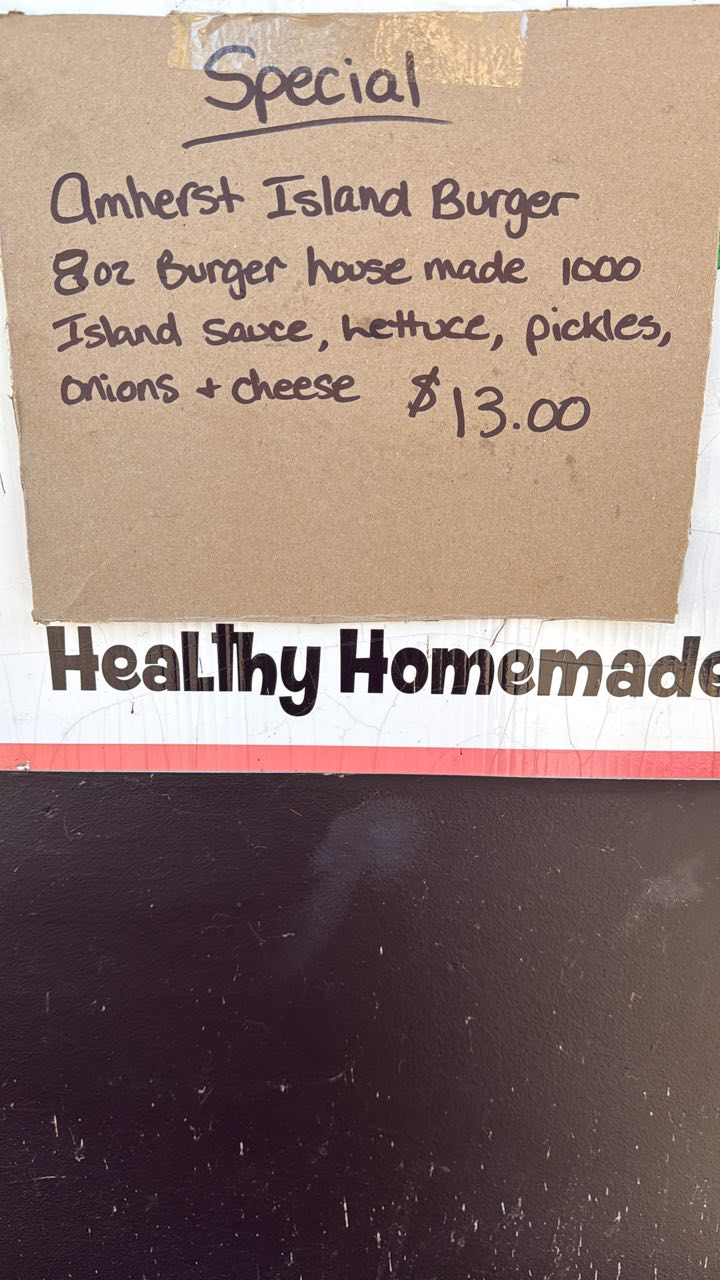 Special
Amherst Island Burger
8oz Burger house made 1000
Island sauce, lettuce, pickles,
onions + cheese $13.00
Healthy Homemade